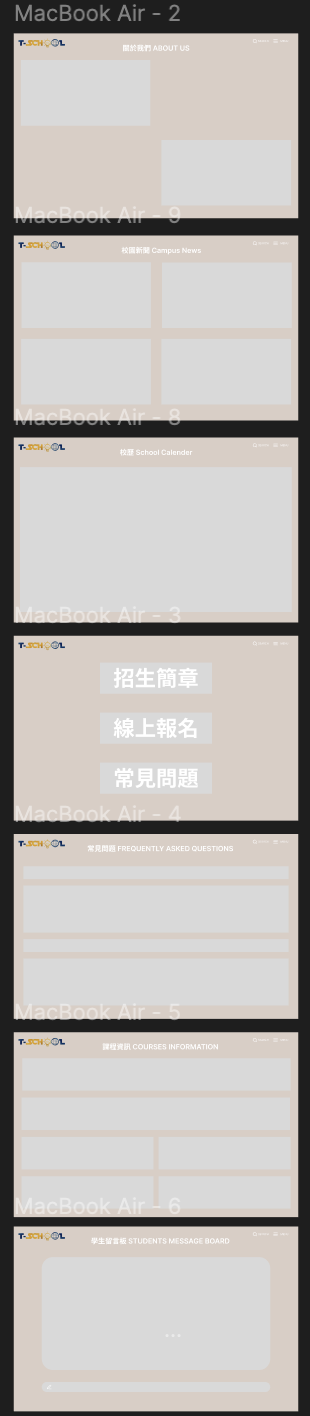 MacBook Air - 2
T-SCHOOL
關於我們 ABOUT US
MacBook Air - 9
T-SCHOOL
校園新聞 Campus News
MacBook Air - 8
T-SCHOOL
校曆 School Calender
MacBook Air - 3
T-SCHOOL
招生簡章
線上報名
常見問題
MacBook Air - 4
T-SCHOOL
常見問題 FREQUENTLY ASKED QUESTIONS
MacBook Air - 5
T-SCHOOL
課程資訊 COURSES INFORMATION
MacBook Air - 6
T-SCHOOL
學生留言板 STUDENTS MESSAGE BOARD